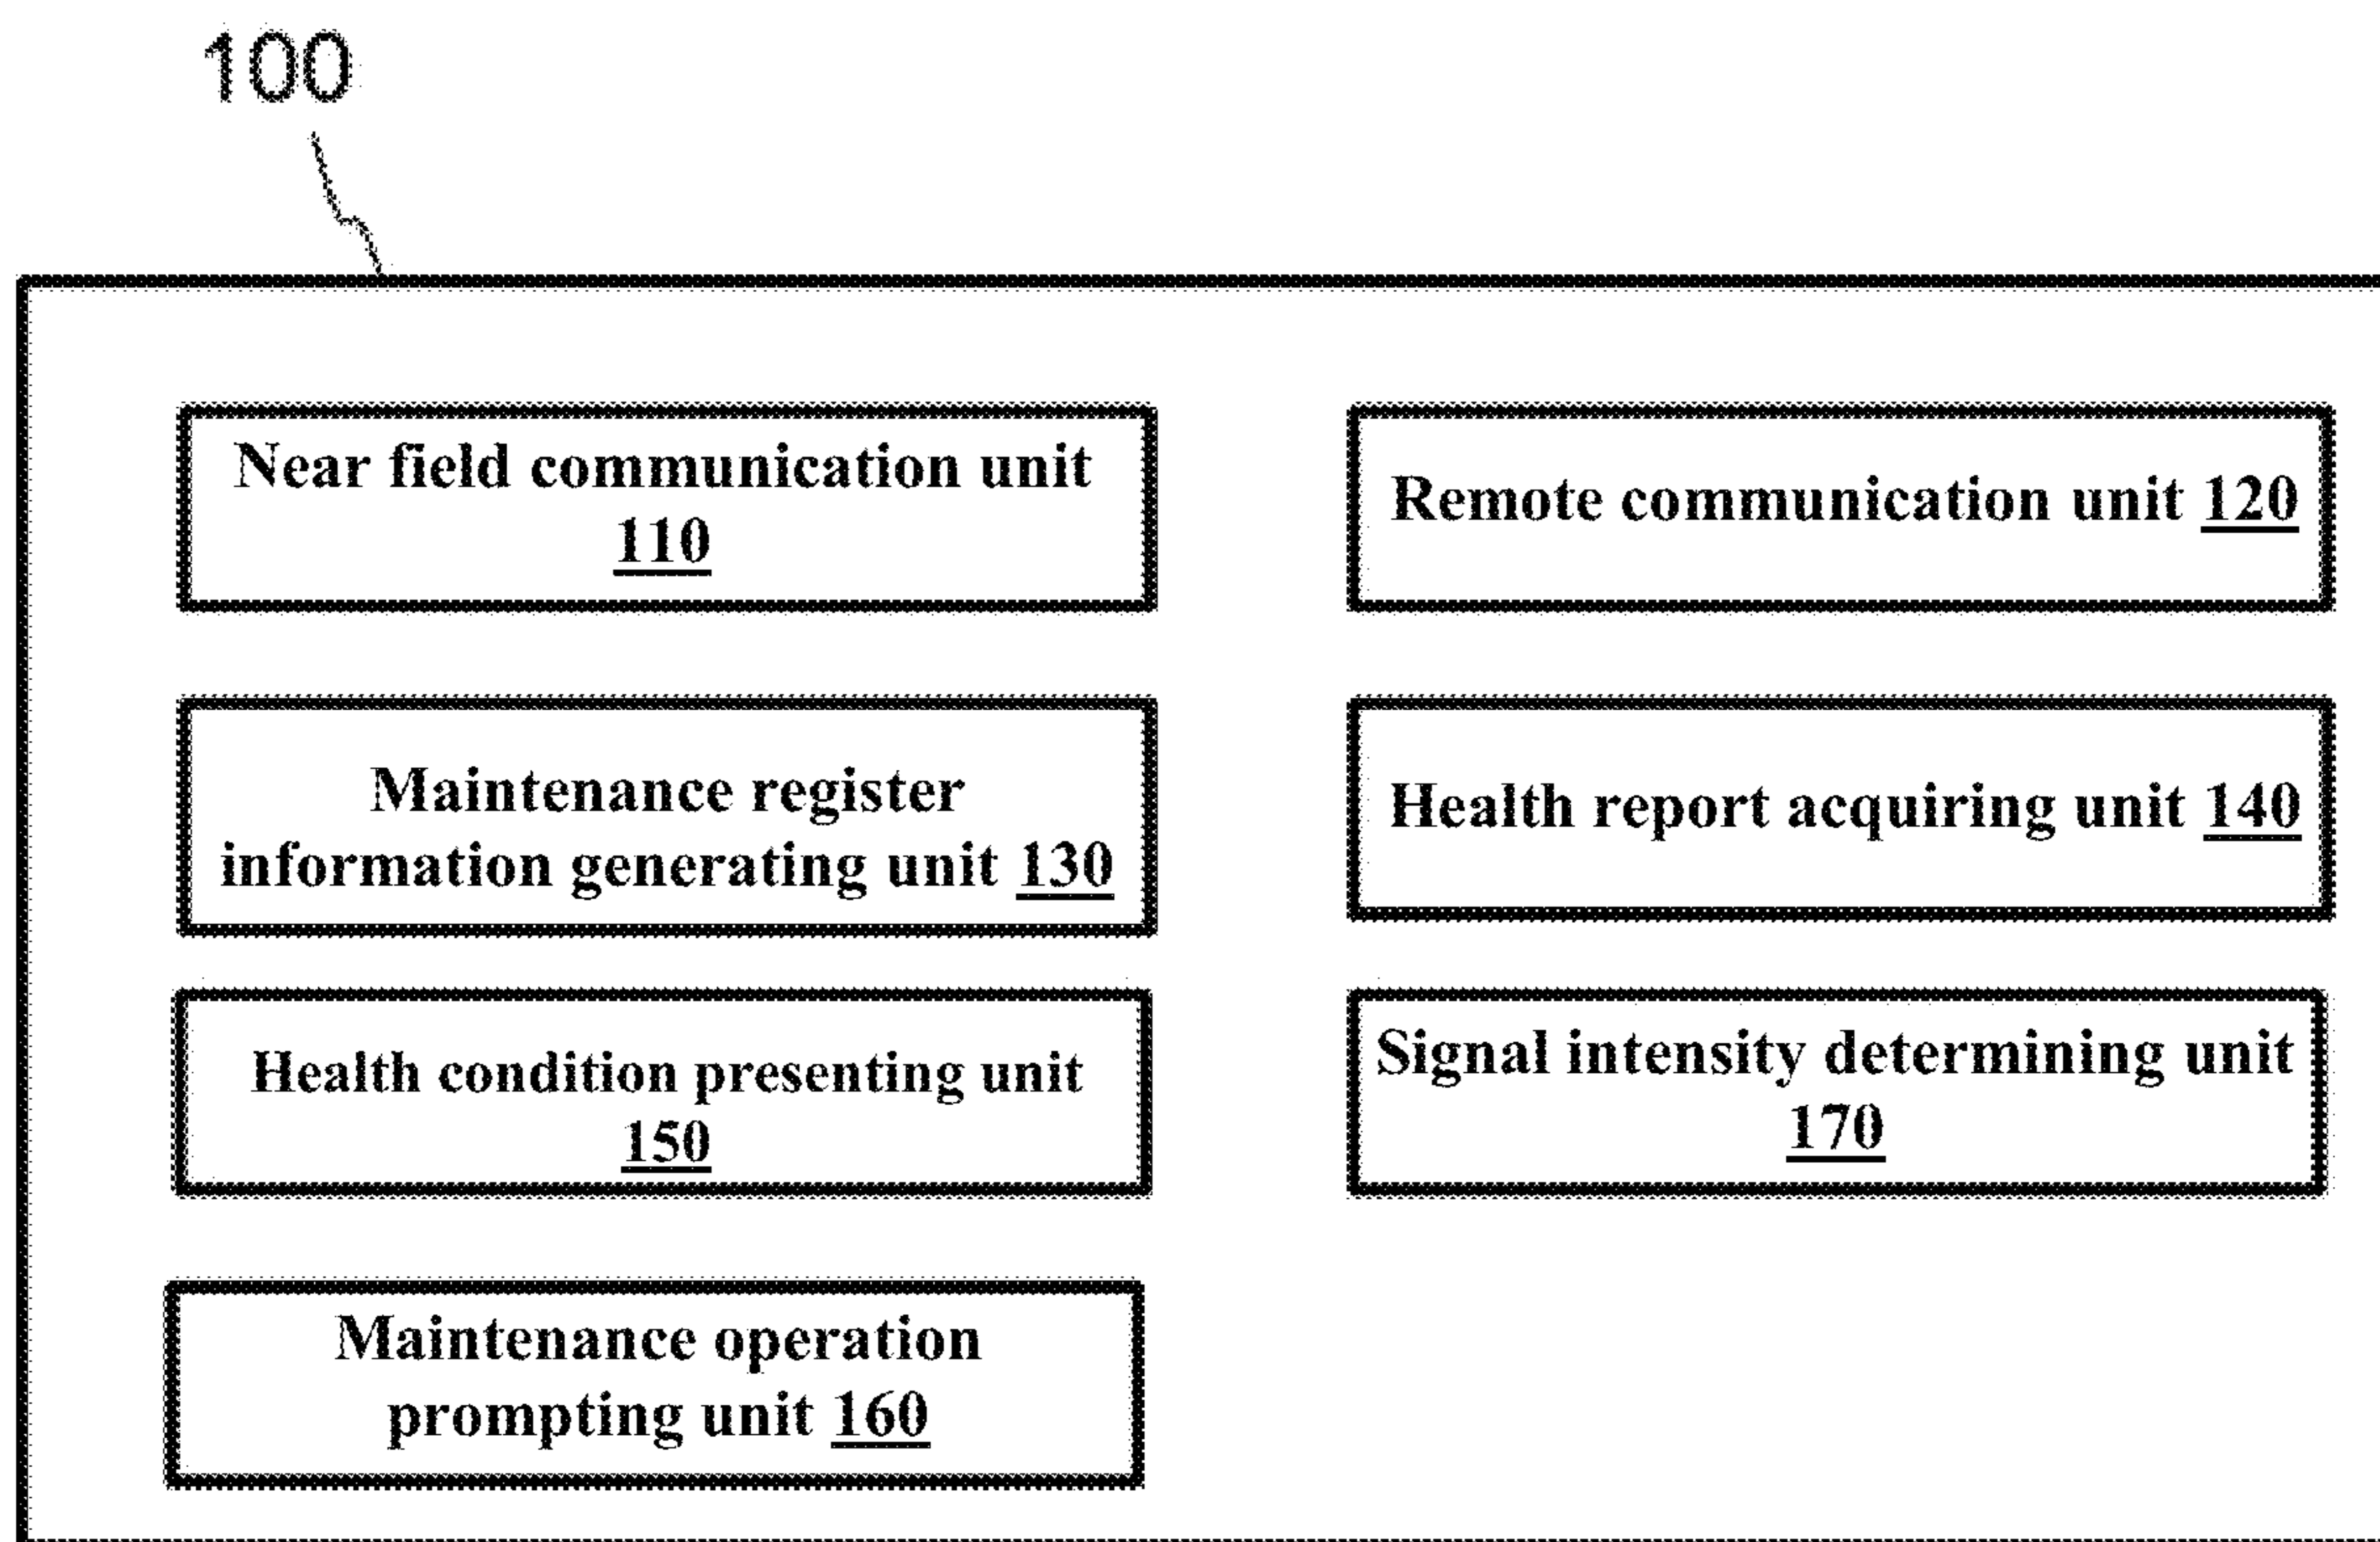 100
Near field communication unit
110
Remote communication unit 120
Maintenance register
information generating unit 130
Health report acquiring unit 140
Health condition presenting unit
150
Signal intensity determining unit
170
Maintenance operation
prompting unit 160